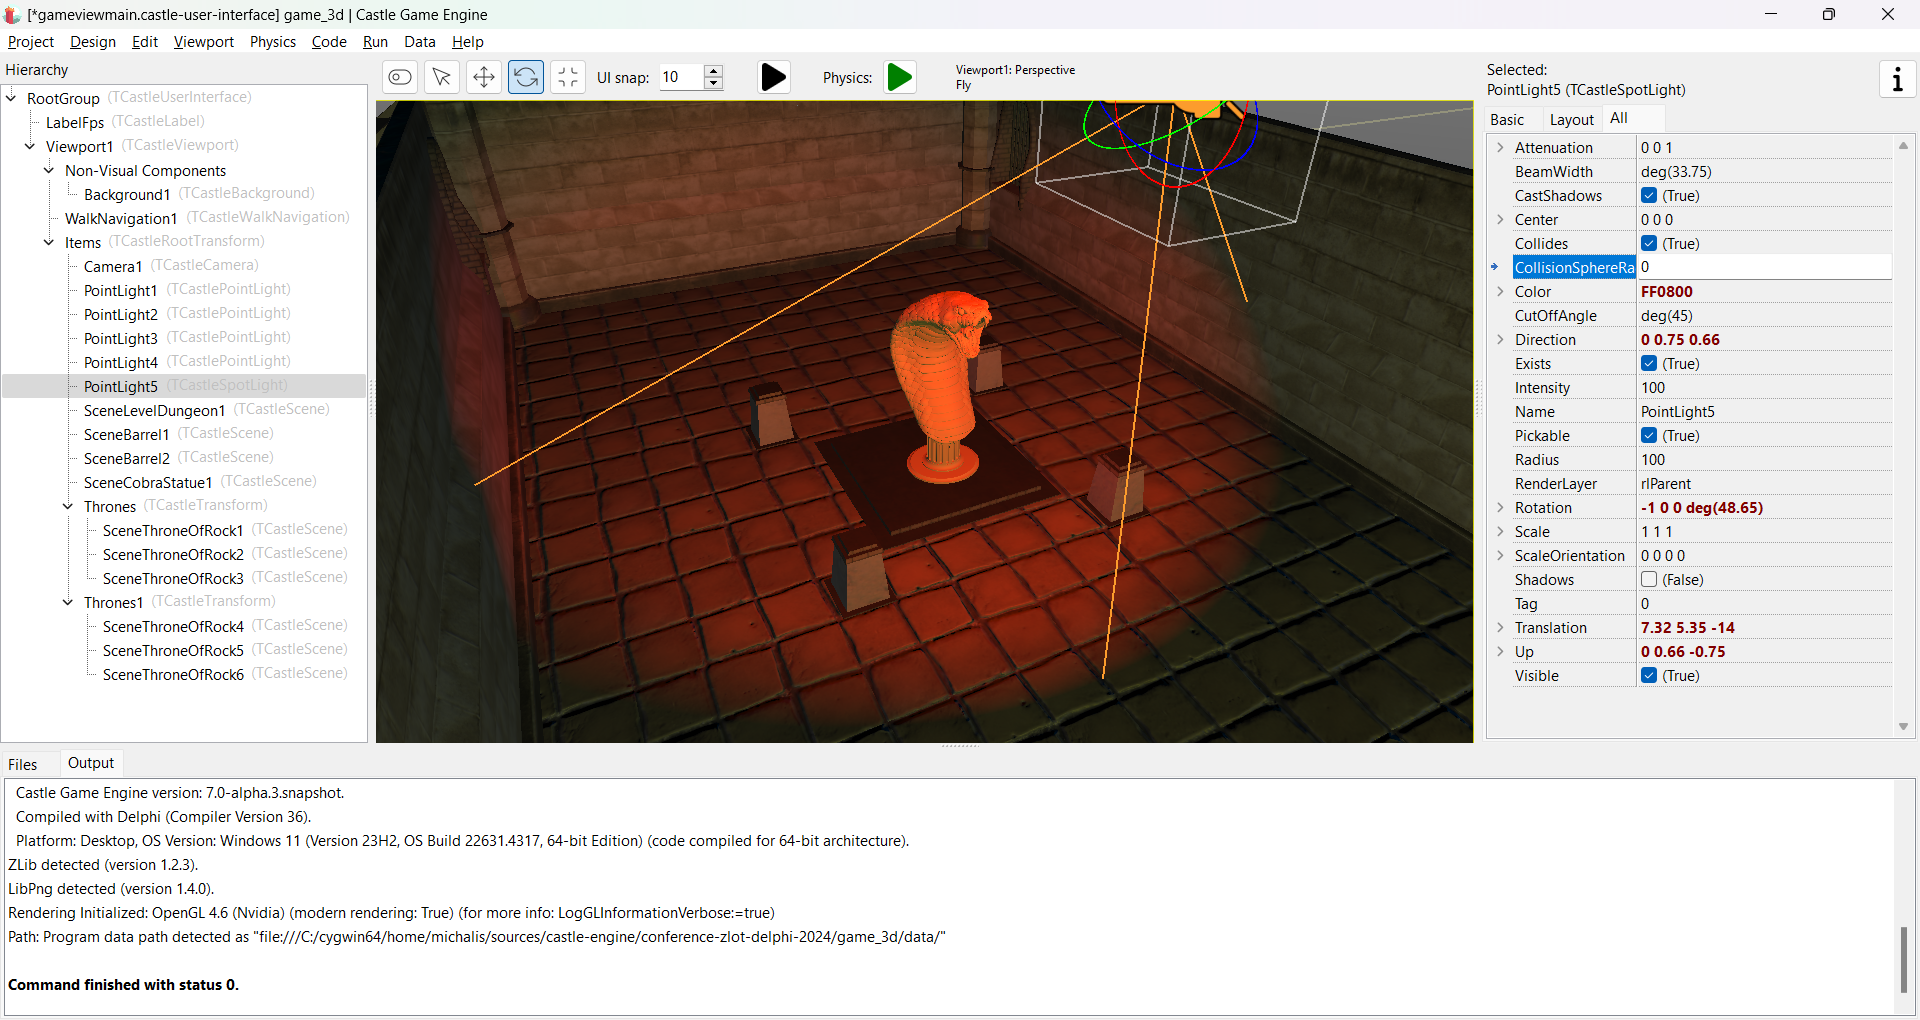 [*gameviewmain.castle-user-interface] game_3d | Castle Game Engine
Project Design Edit Viewport Physics Code Run Data Help
Hierarchy
RootGroup (TCastleUserInterface)
LabelFps (TCastleLabel)
Viewport1 (TCastleViewport)
Non-Visual Components
Background1 (TCastleBackground)
WalkNavigation1 (TCastleWalkNavigation)
Items (TCastleRootTransform)
Camera1 (TCastleCamera)
PointLight1 (TCastlePointLight)
PointLight2 (TCastlePointLight)
PointLight3 (TCastlePointLight)
PointLight4 (TCastlePointLight)
PointLight5 (TCastleSpotLight)
SceneLevelDungeon1 (TCastleScene)
SceneBarrel1 (TCastleScene)
SceneBarrel2 (TCastleScene)
SceneCobraStatue1 (TCastleScene)
Thrones (TCastleTransform)
SceneThroneOfRock1 (TCastleScene)
SceneThroneOfRock2 (TCastleScene)
SceneThroneOfRock3 (TCastleScene)
Thrones1 (TCastleTransform)
SceneThroneOfRock4 (TCastleScene)
SceneThroneOfRock5 (TCastleScene)
SceneThroneOfRock6 (TCastleScene)
UI snap: 10 Physics:
Viewport1: Perspective
Fly
Selected:
PointLight5 (TCastleSpotLight)
i
Basic Layout All
Attenuation 0 0 1
BeamWidth deg(33.75)
CastShadows (True)
Center 0 0 0
Collides (True)
CollisionSphereRa 0
Color FF0800
CutOffAngle deg(45)
Direction 0 0.75 0.66
Exists (True)
Intensity 100
Name PointLight5
Pickable (True)
Radius 100
RenderLayer rlParent
Rotation -1 0 0 deg(48.65)
Scale 1 1 1
ScaleOrientation 0 0 0 0
Shadows (False)
Tag 0
Translation 7.32 5.35 -14
Up 0 0.66 -0.75
Visible (True)
Files Output
Castle Game Engine version: 7.0-alpha.3.snapshot.
Compiled with Delphi (Compiler Version 36).
Platform: Desktop, OS Version: Windows 11 (Version 23H2, OS Build 22631.4317, 64-bit Edition) (code compiled for 64-bit architecture).
ZLib detected (version 1.2.3).
LibPng detected (version 1.4.0).
Rendering Initialized: OpenGL 4.6 (Nvidia) (modern rendering: True) (for more info: LogGLInformationVerbose:=true)
Path: Program data path detected as "file:///C:/cygwin64/home/michalis/sources/castle-engine/conference-zlot-delphi-2024/game_3d/data/"
Command finished with status 0.